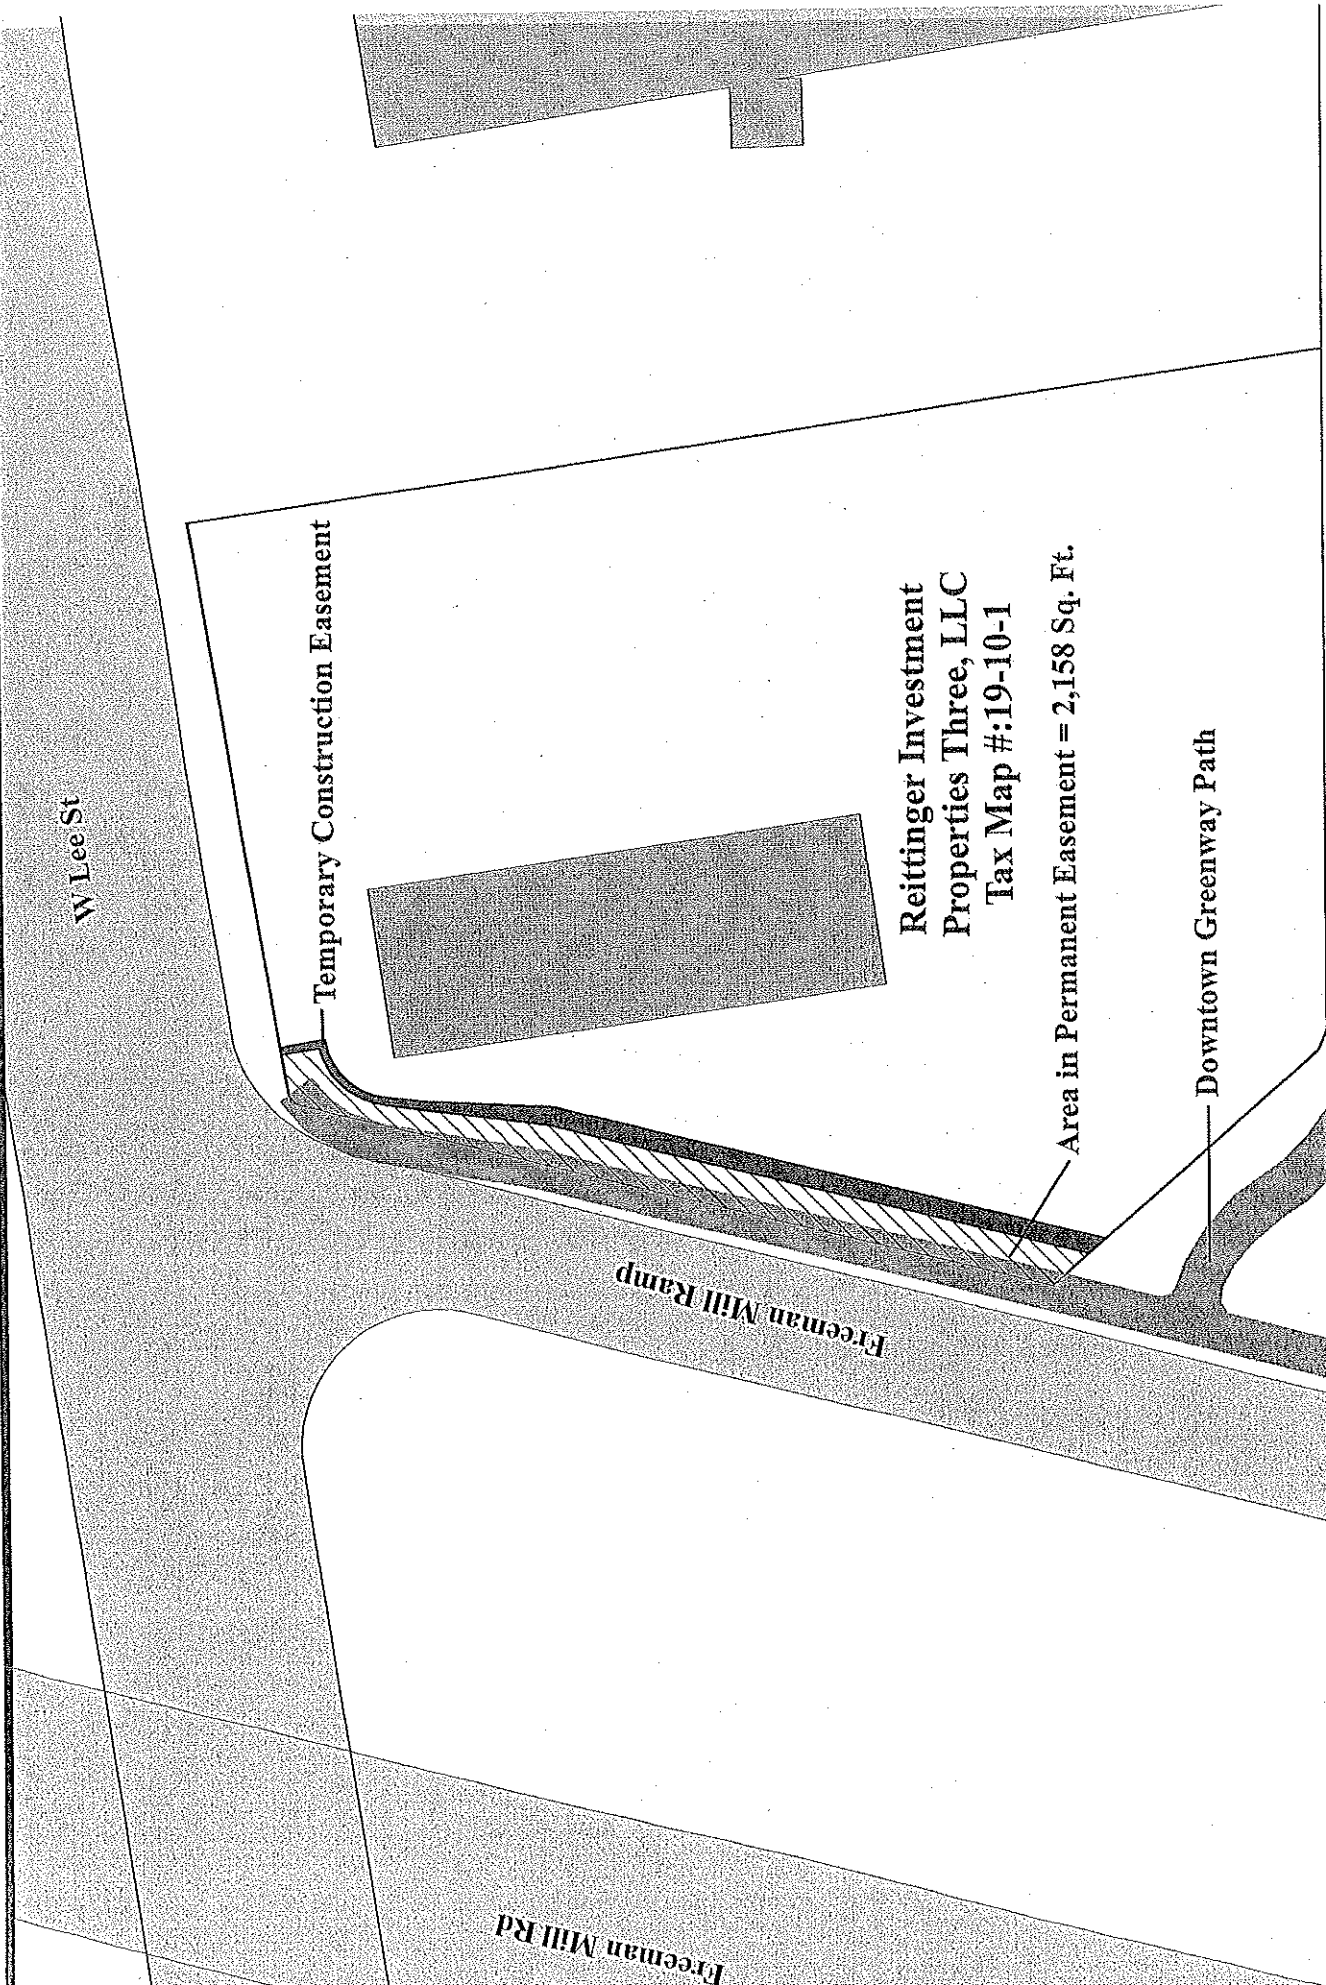 W Lee St
Temporary Construction Easement
Reittinger Investment
Properties Three, LLC
Tax Map #:19-10-1
Area in Permanent Easement = 2,158 Sq. Ft.
Downtown Greenway Path
Freeman Mill Ramp
Freeman Mill Rd